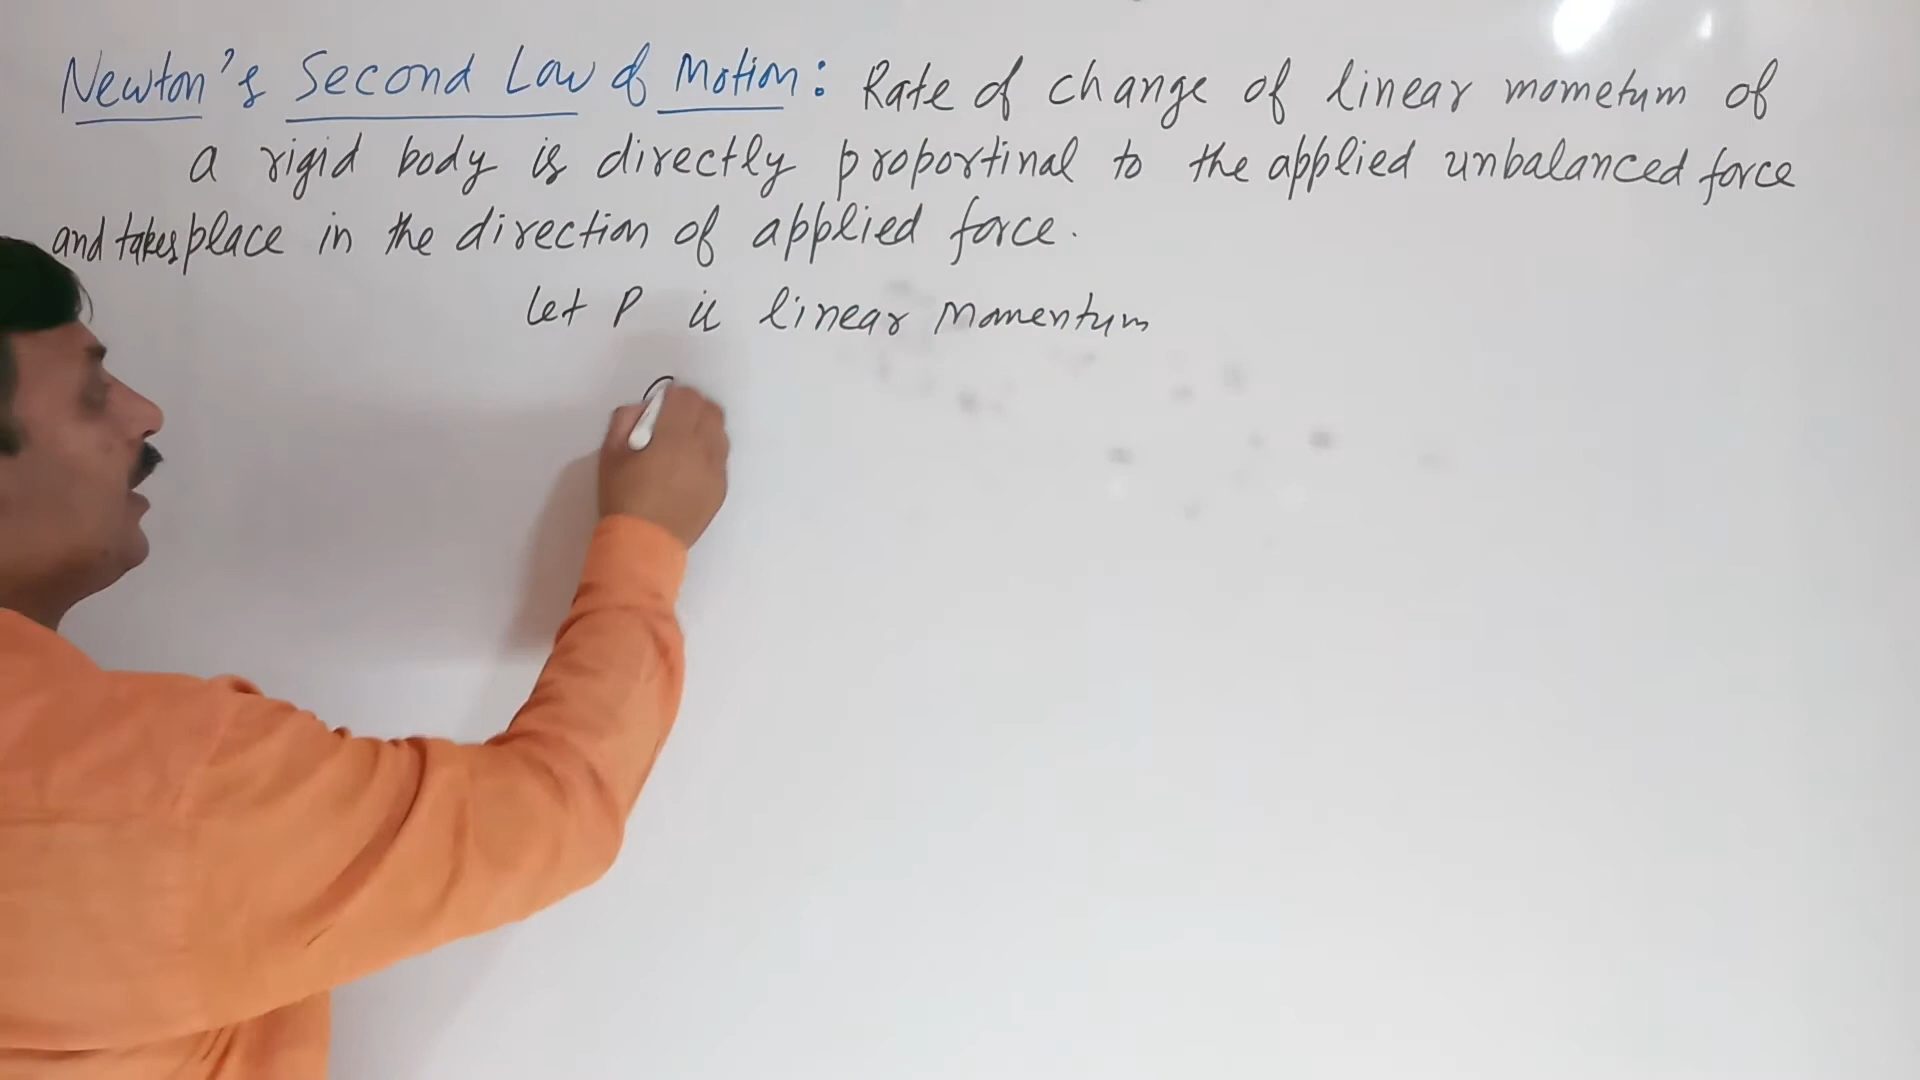 Newton's Second Law of Motion: Rate of change of linear mometum of
a rigid body is directly proportinal to the applied unbalanced force
and takes place in the direction of applied force.
Let P is linear momentum